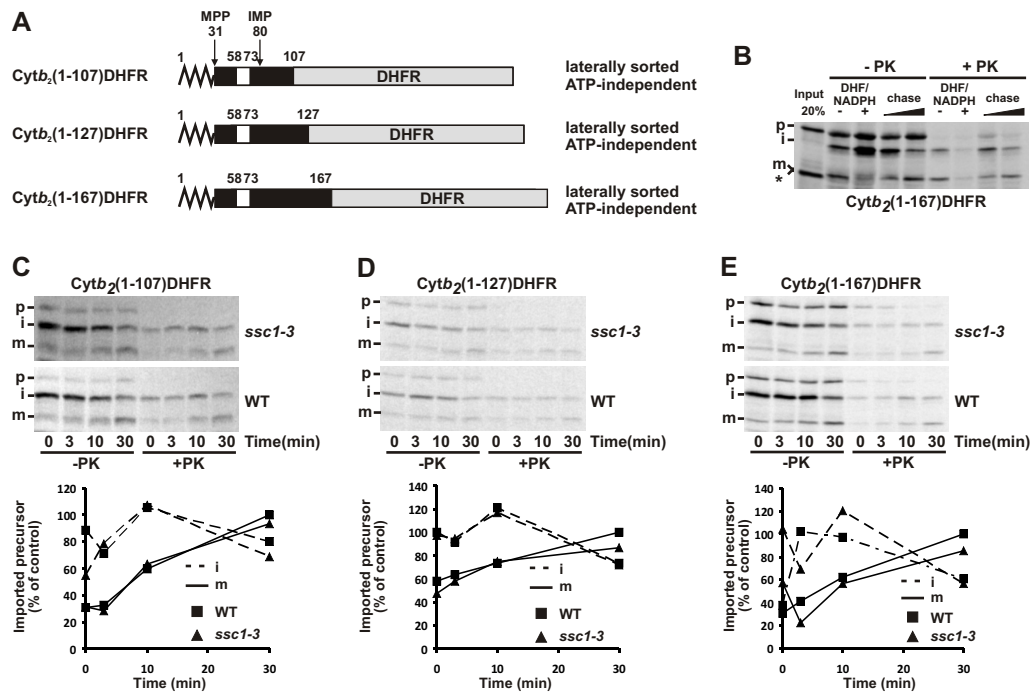 A
MPP IMP
31 80
1 58 73 107
Cytb₂(1-107)DHFR DHFR laterally sorted
ATP-independent
1 58 73 127
Cytb₂(1-127)DHFR DHFR laterally sorted
ATP-independent
1 58 73 167
Cytb₂(1-167)DHFR DHFR laterally sorted
ATP-independent
B
- PK + PK
Input DHF/ chase DHF/ chase
20% NADPH NADPH
- + - +
p
i
m
*
Cytb₂(1-167)DHFR
C
Cytb₂(1-107)DHFR
p
i
m
ssc1-3
p
i
m
WT
0 3 10 30 0 3 10 30 Time(min)
-PK +PK
Imported precursor
(% of control)
120
100
80
60
40
20
0
0 10 20 30
Time (min)
i
m
WT
ssc1-3
D
Cytb₂(1-127)DHFR
p
i
m
ssc1-3
p
i
m
WT
0 3 10 30 0 3 10 30 Time(min)
-PK +PK
Imported precursor
(% of control)
140
120
100
80
60
40
20
0
0 10 20 30
Time (min)
i
m
WT
ssc1-3
E
Cytb₂(1-167)DHFR
p
i
m
ssc1-3
p
i
m
WT
0 3 10 30 0 3 10 30 Time(min)
-PK +PK
Imported precursor
(% of control)
140
120
100
80
60
40
20
0
0 10 20 30
Time (min)
i
m
WT
ssc1-3